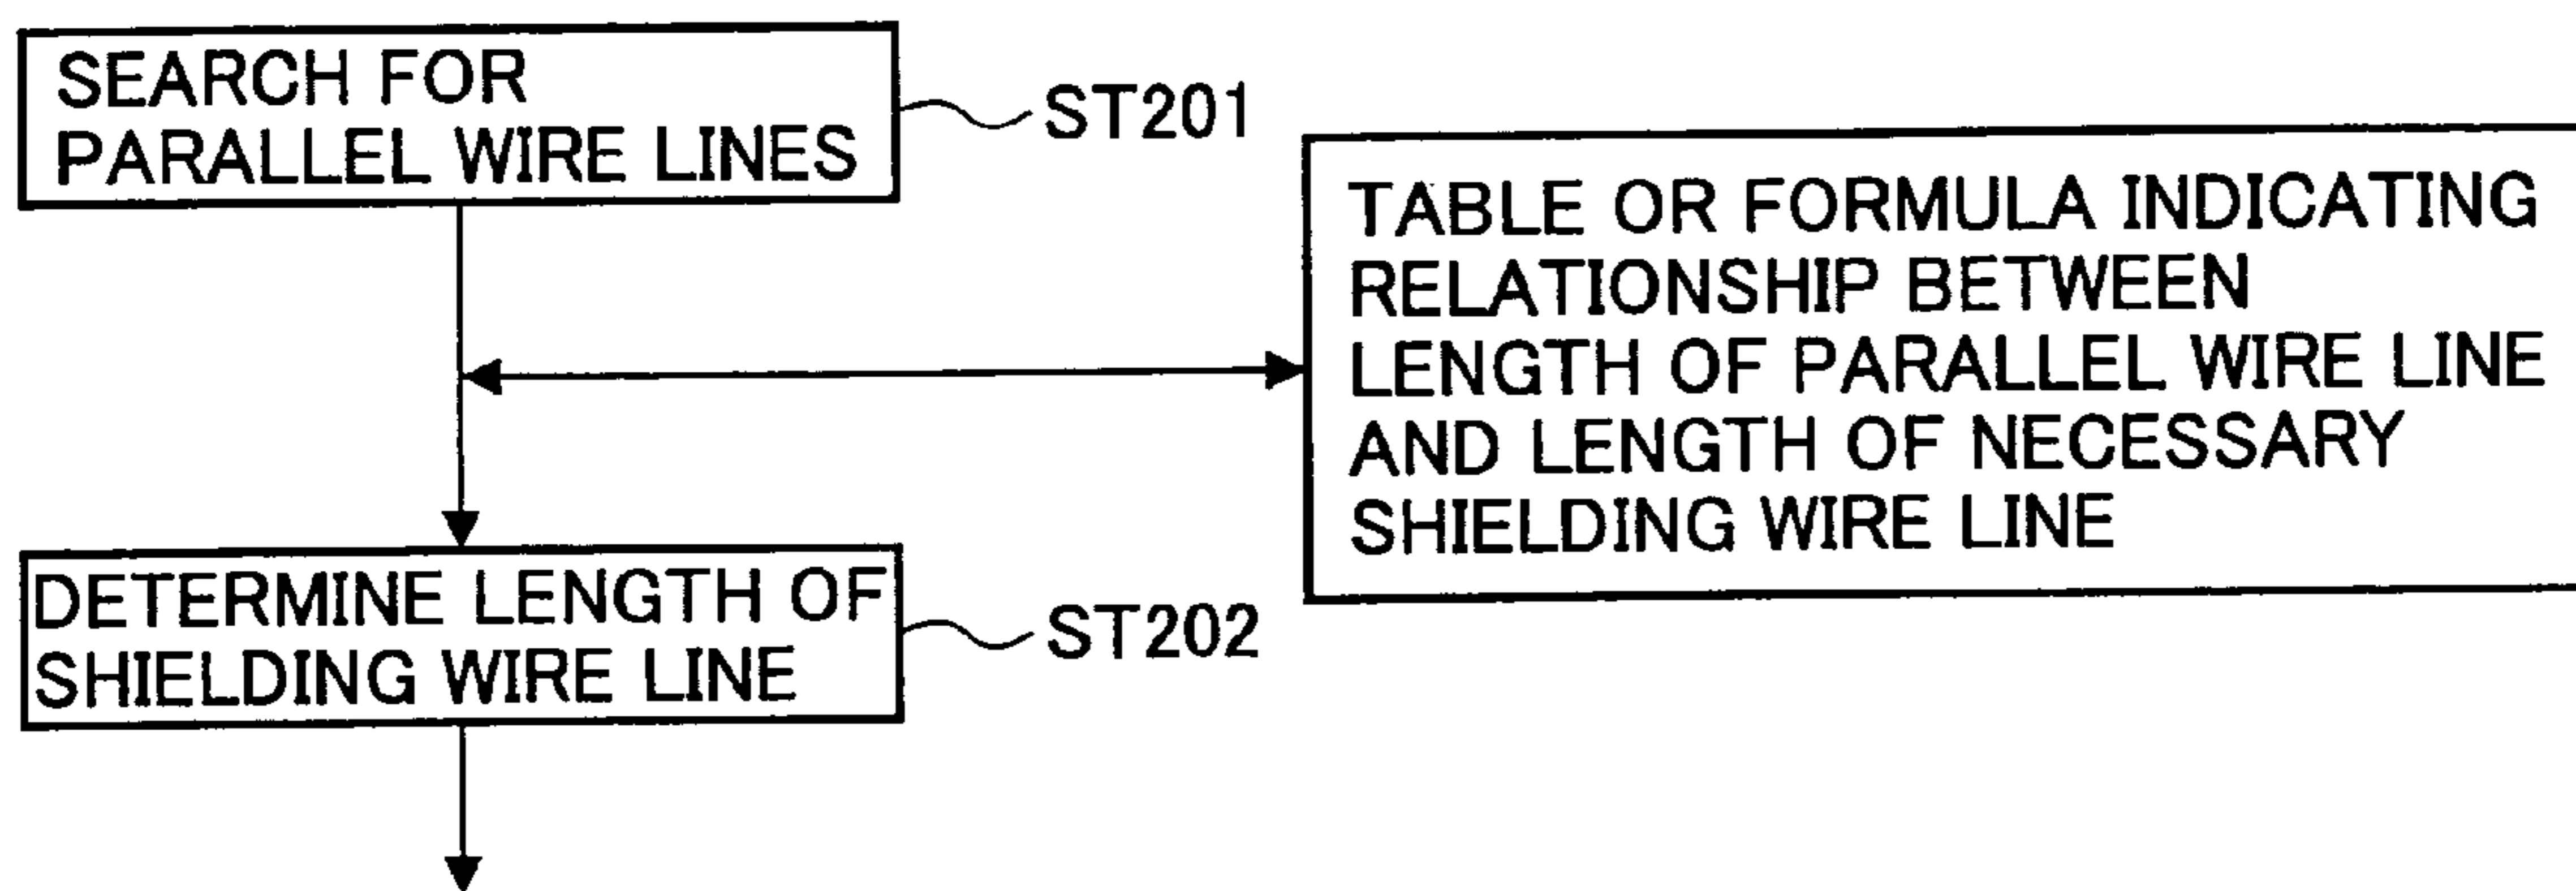 SEARCH FOR
PARALLEL WIRE LINES
ST201
TABLE OR FORMULA INDICATING
RELATIONSHIP BETWEEN
LENGTH OF PARALLEL WIRE LINE
AND LENGTH OF NECESSARY
SHIELDING WIRE LINE
DETERMINE LENGTH OF
SHIELDING WIRE LINE
ST202